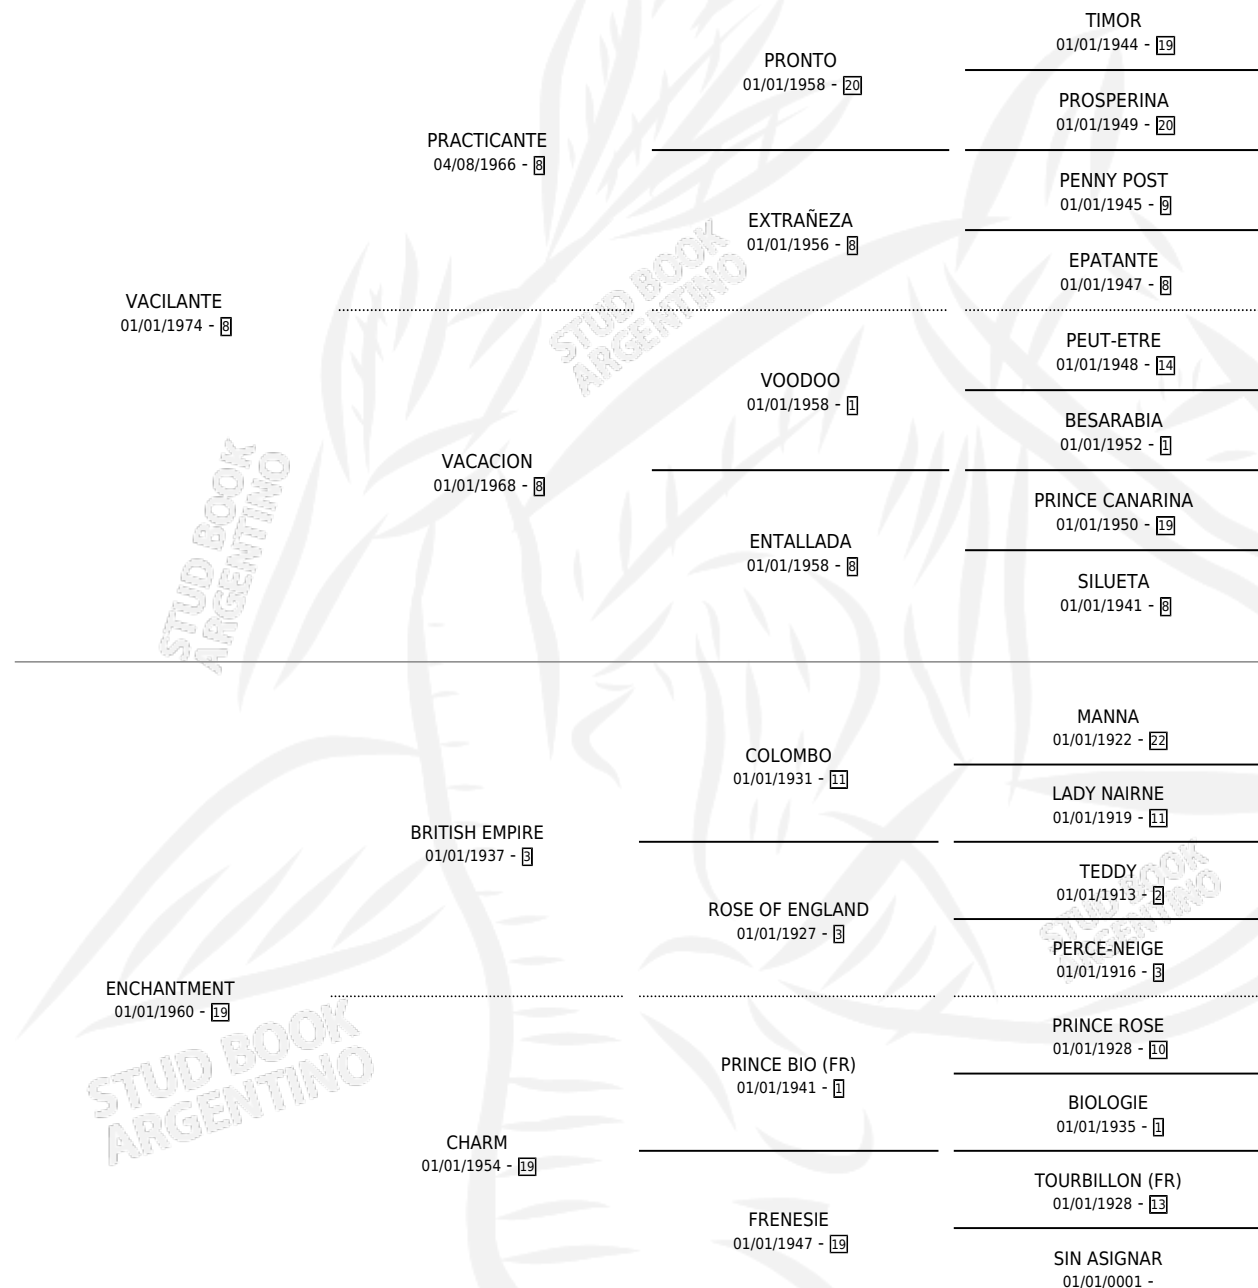 TIMOR
01/01/1944 - 19
PRONTO
01/01/1958 - 20
PROSPERINA
01/01/1949 - 20
PRACTICANTE
04/08/1966 - 8
PENNY POST
01/01/1945 - 9
EXTRAÑEZA
01/01/1956 - 8
EPATANTE
01/01/1947 - 8
VACILANTE
01/01/1974 - 8
STUD BOOK
ARGENTINO
PEUT-ETRE
01/01/1948 - 14
VOODOO
01/01/1958 - 1
BESARABIA
01/01/1952 - 1
VACACION
01/01/1968 - 8
PRINCE CANARINA
01/01/1950 - 19
ENTALLADA
01/01/1958 - 8
SILUETA
01/01/1941 - 8
STUD BOOK
ARGENTINO
MANNA
01/01/1922 - 22
COLOMBO
01/01/1931 - 11
LADY NAIRNE
01/01/1919 - 11
BRITISH EMPIRE
01/01/1937 - 3
TEDDY
01/01/1913 - 2
STUD BOOK
ARGENTINO
ROSE OF ENGLAND
01/01/1927 - 3
PERCE-NEIGE
01/01/1916 - 3
ENCHANTMENT
01/01/1960 - 19
STUD BOOK
ARGENTINO
PRINCE ROSE
01/01/1928 - 10
PRINCE BIO (FR)
01/01/1941 - 1
BIOLOGIE
01/01/1935 - 1
CHARM
01/01/1954 - 19
TOURBILLON (FR)
01/01/1928 - 13
FRENESIE
01/01/1947 - 19
SIN ASIGNAR
01/01/0001 -